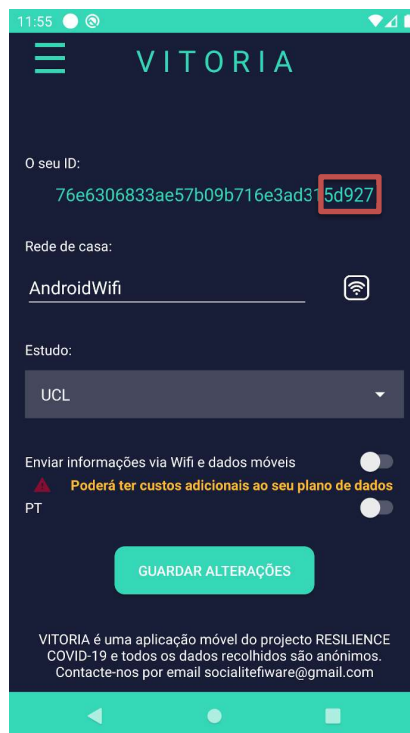 11:55
VITORIA
O seu ID:
76e6306833ae57b09b716e3ad315d927
Rede de casa:
AndroidWifi
Estudo:
UCL
Enviar informações via Wifi e dados móveis
Poderá ter custos adicionais ao seu plano de dados
PT
GUARDAR ALTERAÇÕES
VITORIA é uma aplicação móvel do projecto RESILIENCE
COVID-19 e todos os dados recolhidos são anónimos.
Contacte-nos por email socialitefiware@gmail.com